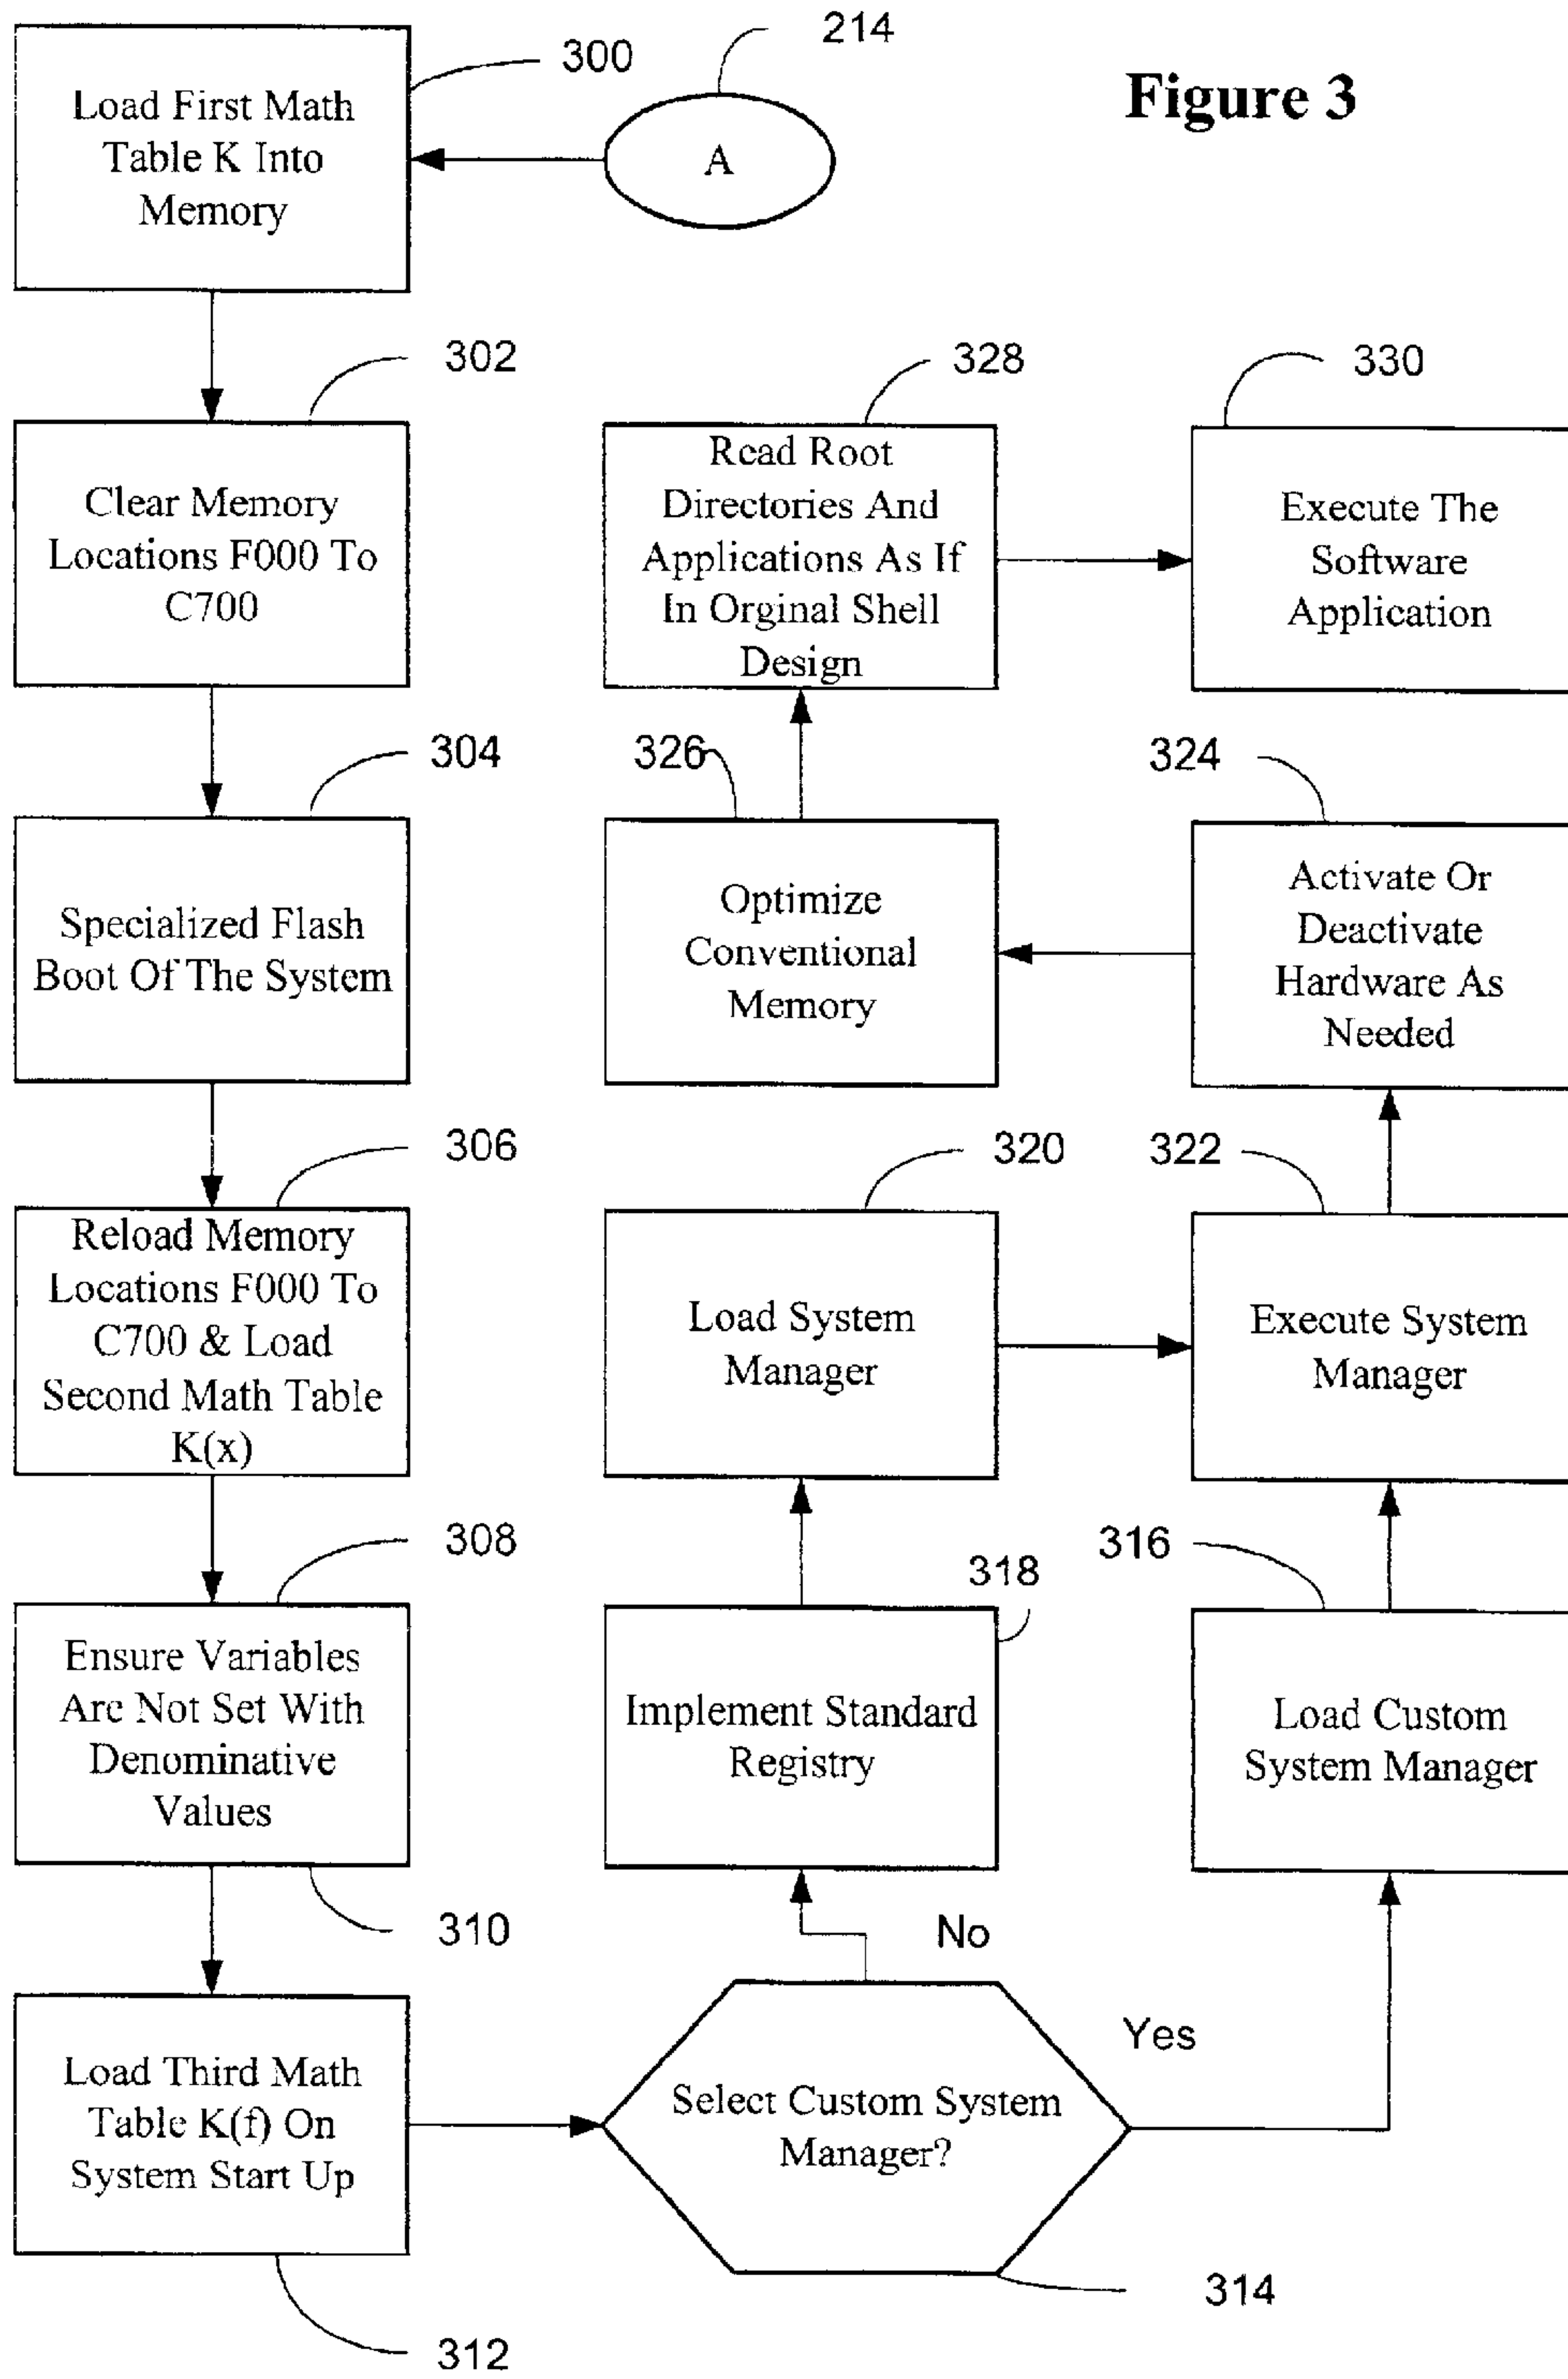 Figure 3
214
A
300
Load First Math
Table K Into
Memory
302
Clear Memory
Locations F000 To
C700
304
Specialized Flash
Boot Of The System
306
Reload Memory
Locations F000 To
C700 & Load
Second Math Table
K(x)
308
Ensure Variables
Are Not Set With
Denominative
Values
310
Load Third Math
Table K(f) On
System Start Up
312
Select Custom System
Manager?
314
No
Yes
318
Implement Standard
Registry
316
Load Custom
System Manager
320
Load System
Manager
322
Execute System
Manager
324
Activate Or
Deactivate
Hardware As
Needed
326
Optimize
Conventional
Memory
328
Read Root
Directories And
Applications As If
In Orginal Shell
Design
330
Execute The
Software
Application